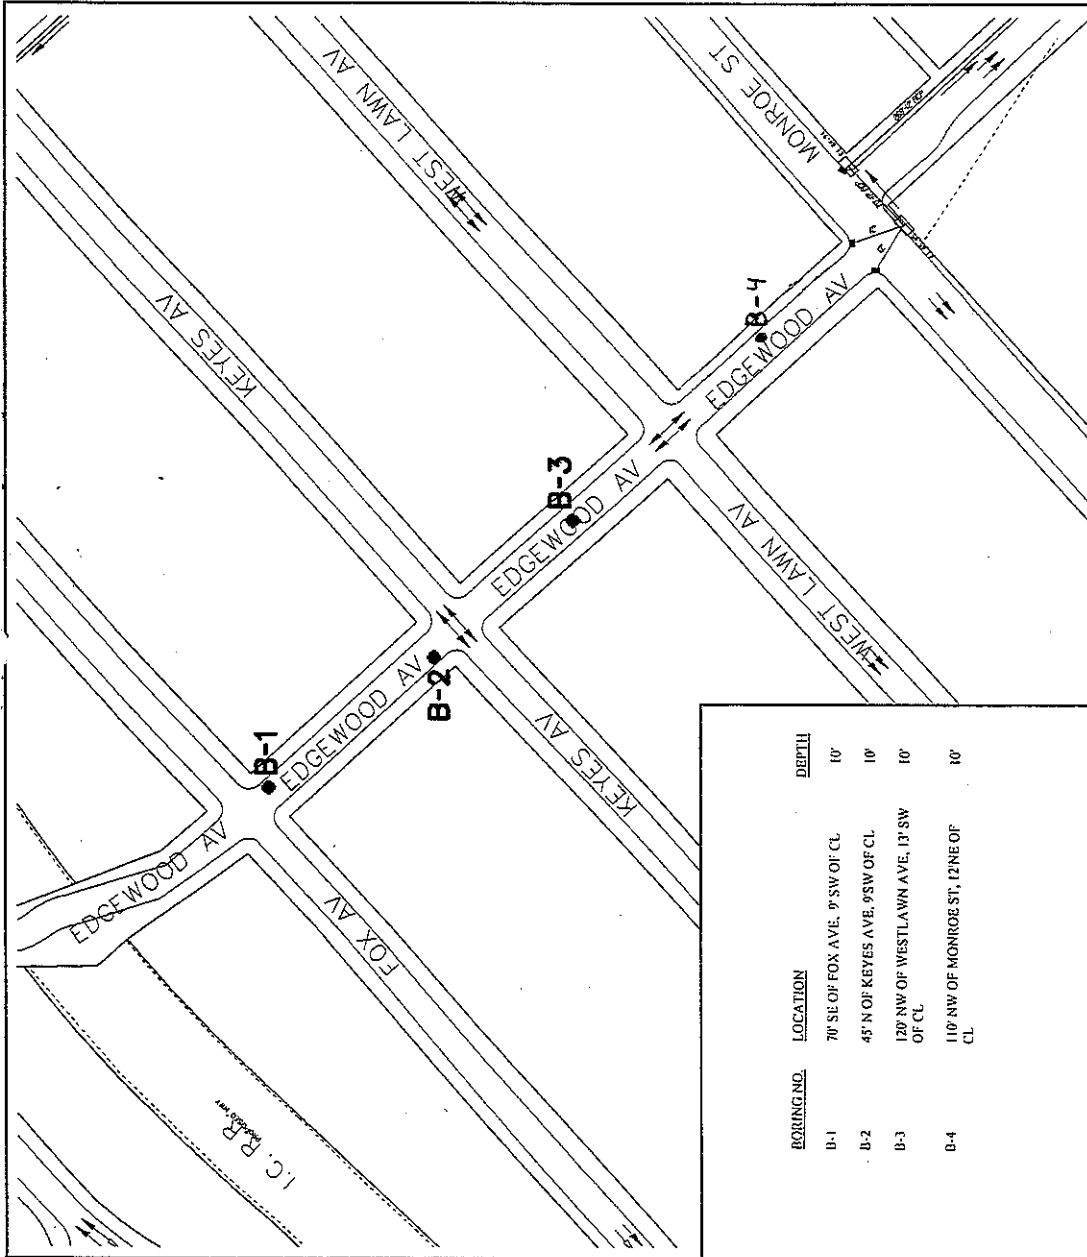 WEST LAWN AV
MONROE ST
KEYES AV
B-4
EDGEWOOD AV
B-3
EDGEWOOD AV
B-2
EDGEWOOD AV
B-1
EDGEWOOD AV
WEST LAWN AV
KEYES AV
FOX AV
I.C. R.R.
BORING NO. LOCATION DEPTH
B-1 70' SE OF FOX AVE, 9' SW OF CL 10'
B-2 45' N OF KEYES AVE, 9'SW OF CL 10'
B-3 120' NW OF WESTLAWN AVE, 13' SW 10'
OF CL
B-4 110' NW OF MONROE ST, 12'NE OF 10'
CL